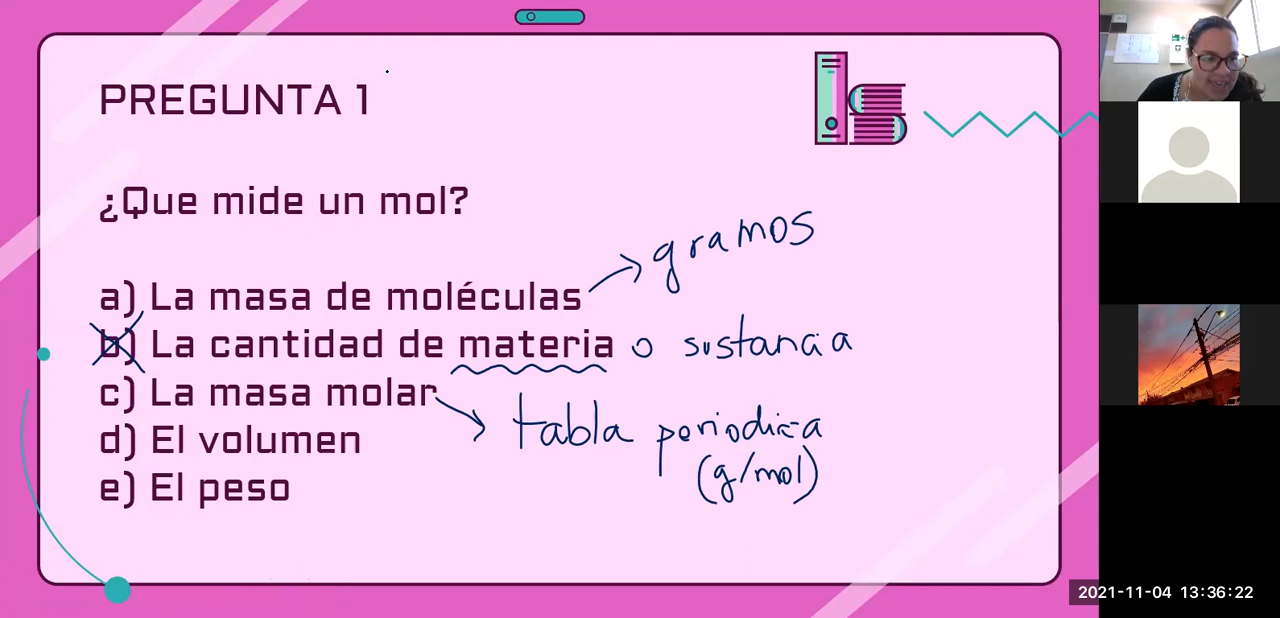 PREGUNTA 1
¿Que mide un mol?
gramos
a) La masa de moléculas
b) La cantidad de materia o sustancia
c) La masa molar
tabla periodica
d) El volumen
(g/mol)
e) El peso
2021-11-04 13:36:22